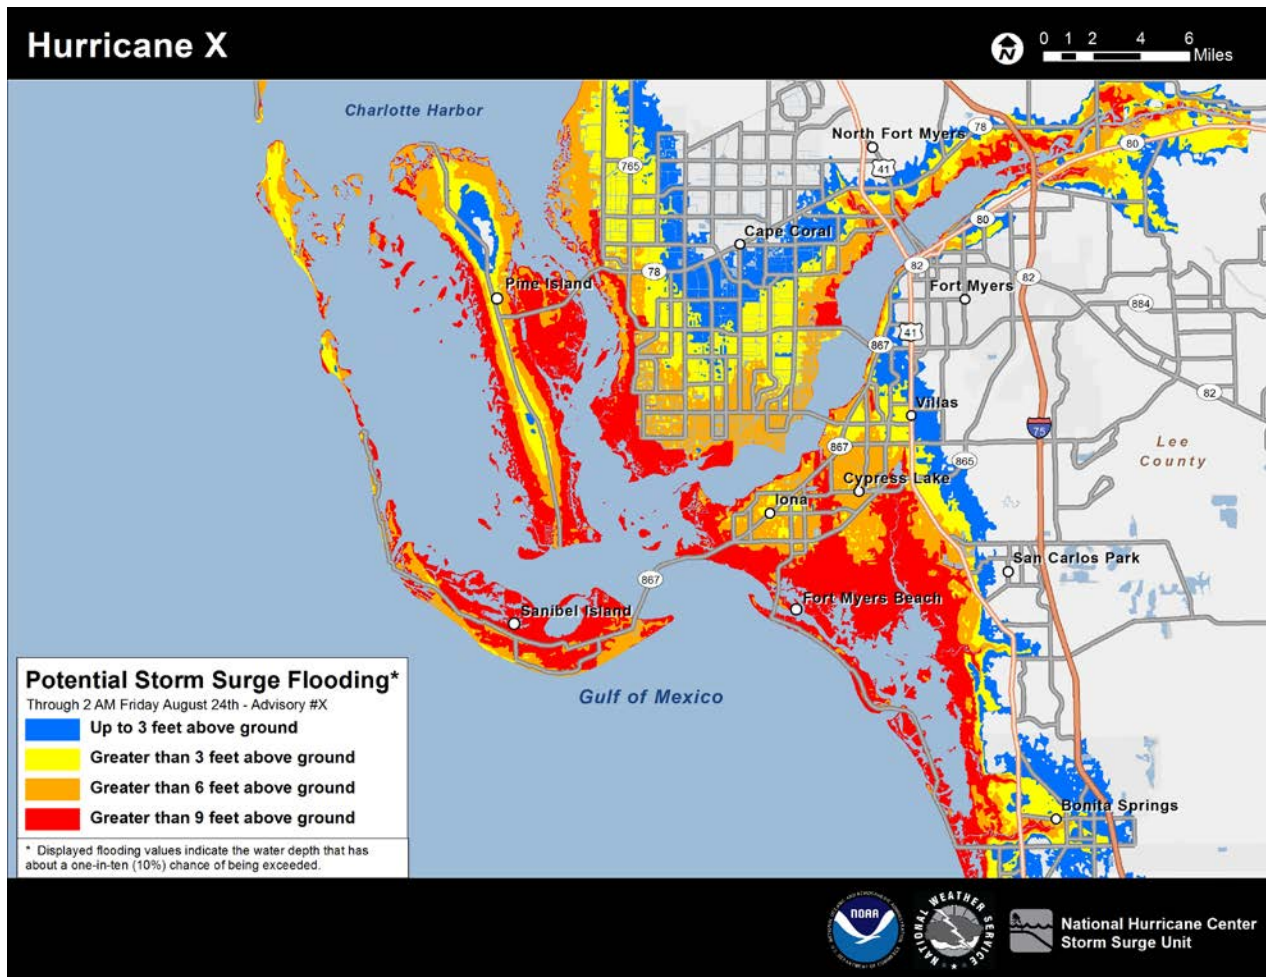 Hurricane X
N
0 1 2 4 6
Miles
Charlotte Harbor
North Fort Myers
78
80
41
765
80
Cape Coral
82
78
Fort Myers
82
884
Pine Island
41
867
82
Villas
75
Lee
County
867
865
Cypress Lake
Iona
San Carlos Park
867
Sanibel Island
Fort Myers Beach
Gulf of Mexico
Bonita Springs
Potential Storm Surge Flooding*
Through 2 AM Friday August 24th - Advisory #X
Up to 3 feet above ground
Greater than 3 feet above ground
Greater than 6 feet above ground
Greater than 9 feet above ground
* Displayed flooding values indicate the water depth that has
about a one-in-ten (10%) chance of being exceeded.
NOAA
NATIONAL WEATHER SERVICE
National Hurricane Center
Storm Surge Unit